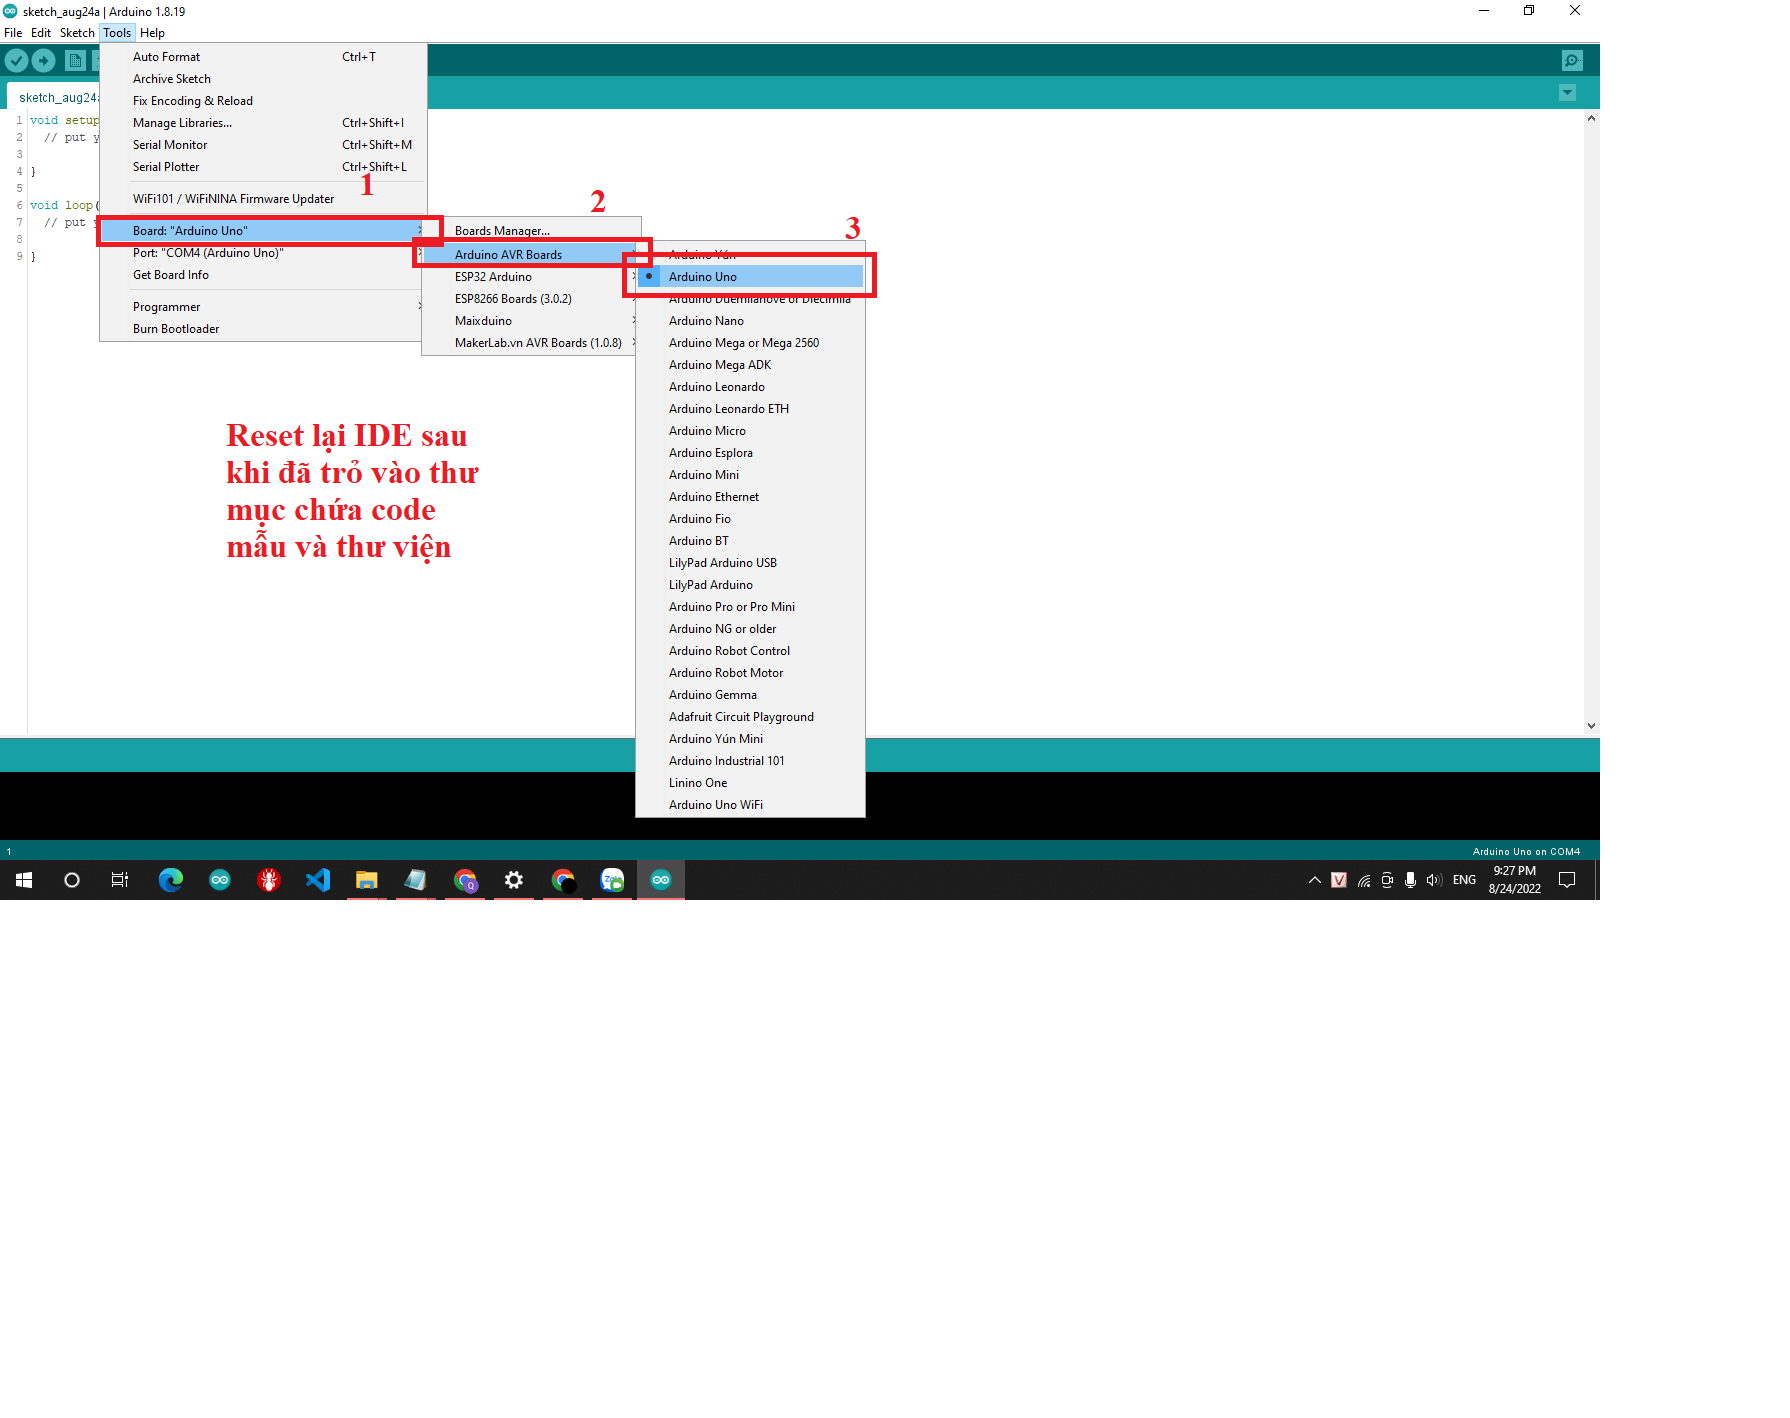 sketch_aug24a | Arduino 1.8.19
File Edit Sketch Tools Help
sketch_aug24a
1 void setup
2 // put y
3
4 }
5
6 void loop(
7 // put y
8
9 }
Auto Format Ctrl+T
Archive Sketch
Fix Encoding & Reload
Manage Libraries... Ctrl+Shift+I
Serial Monitor Ctrl+Shift+M
Serial Plotter Ctrl+Shift+L
1
WiFi101 / WiFiNINA Firmware Updater
Board: "Arduino Uno"
Port: "COM4 (Arduino Uno)"
Get Board Info
Programmer
Burn Bootloader
2
Boards Manager...
Arduino AVR Boards
ESP32 Arduino
ESP8266 Boards (3.0.2)
Maixduino
MakerLab.vn AVR Boards (1.0.8)
3
Arduino Yún
Arduino Uno
Arduino Duemilanove or Diecimila
Arduino Nano
Arduino Mega or Mega 2560
Arduino Mega ADK
Arduino Leonardo
Arduino Leonardo ETH
Arduino Micro
Arduino Esplora
Arduino Mini
Arduino Ethernet
Arduino Fio
Arduino BT
LilyPad Arduino USB
LilyPad Arduino
Arduino Pro or Pro Mini
Arduino NG or older
Arduino Robot Control
Arduino Robot Motor
Arduino Gemma
Adafruit Circuit Playground
Arduino Yún Mini
Arduino Industrial 101
Linino One
Arduino Uno WiFi
Reset lại IDE sau
khi đã trỏ vào thư
mục chứa code
mẫu và thư viện
1
Arduino Uno on COM4
Q
Zalo
V
ENG
9:27 PM
8/24/2022